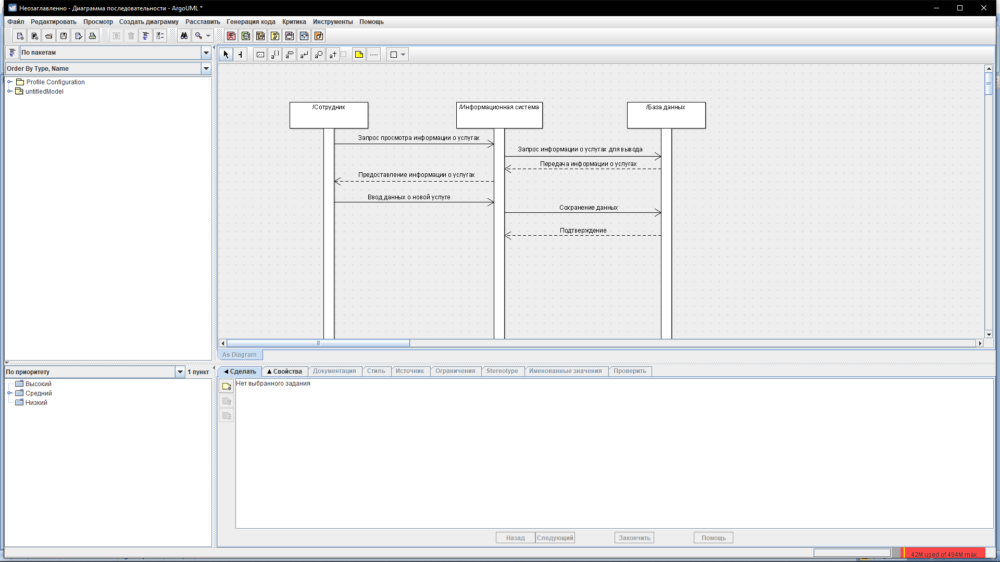 Неозаглавленно - Диаграмма последовательности - ArgoUML *
Файл Редактировать Просмотр Создать диаграмму Расставить Генерация кода Критика Инструменты Помощь
По пакетам
Order By Type, Name
Profile Configuration
untitledModel
/Сотрудник
/Информационная система
/База данных
Запрос просмотра информации о услугах
Запрос информации о услугах для вывода
Передача информации о услугах
Предоставление информации о услугах
Ввод данных о новой услуге
Сохранение данных
Подтверждение
As Diagram
По приоритету
1 пункт
Высокий
Средний
Низкий
Сделать Свойства Документация Стиль Источник Ограничения Stereotype Именованные значения Проверить
Нет выбранного задания
Назад Следующий Закончить Помощь
42M used of 494M max